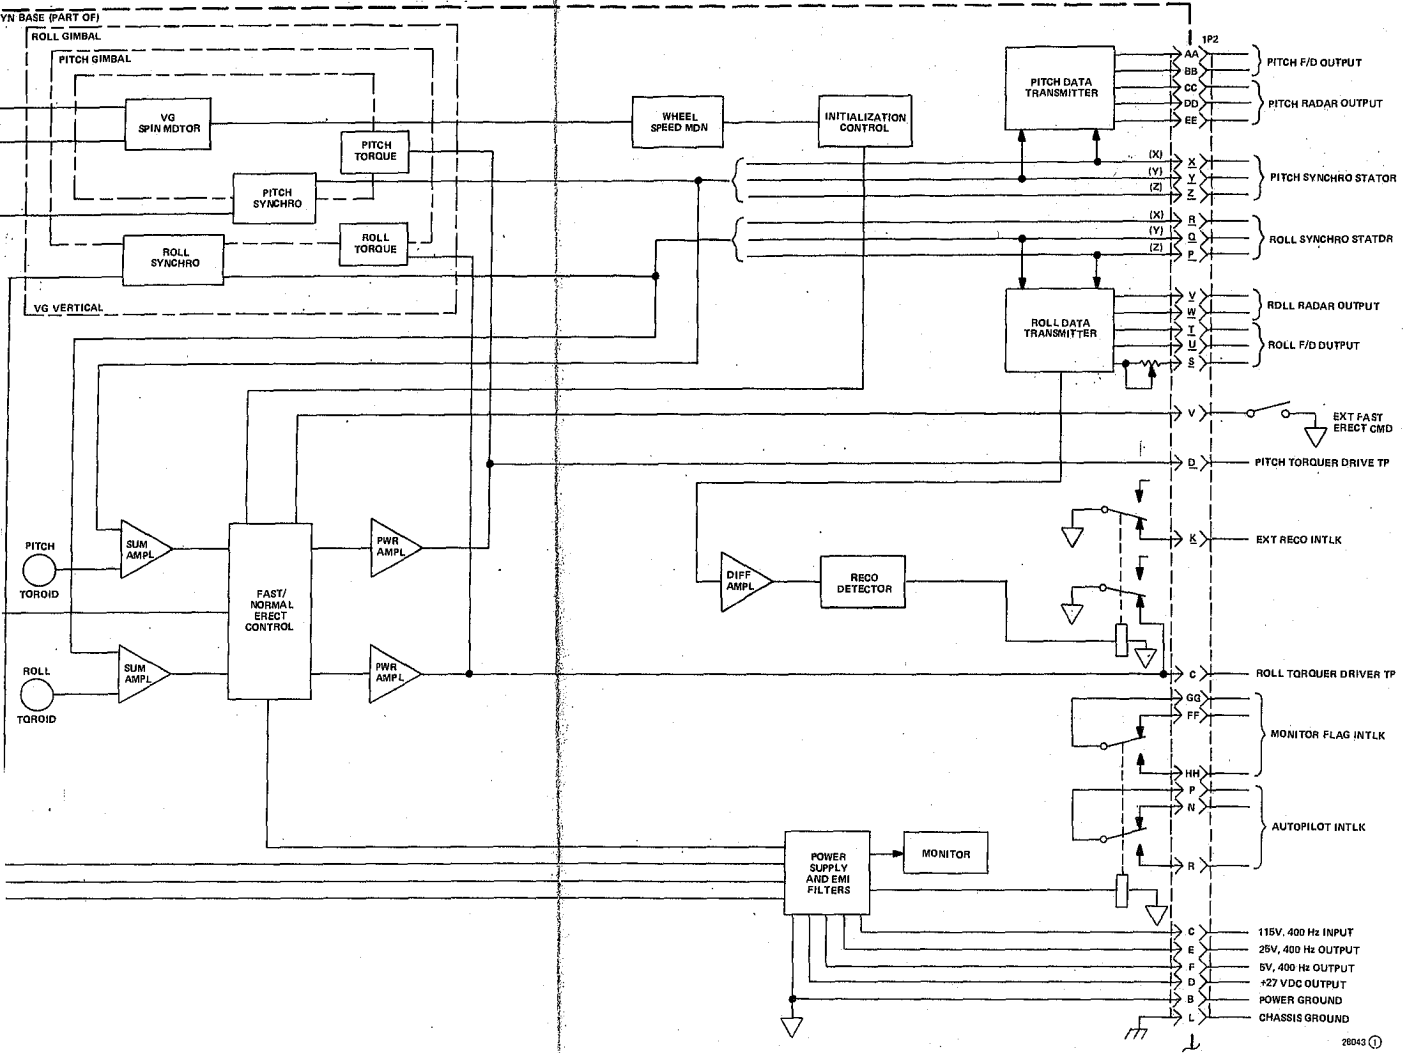 YN BASE (PART OF)
ROLL GIMBAL
PITCH GIMBAL
VG
SPIN MDTOR
PITCH
TORQUE
PITCH
SYNCHRO
ROLL
SYNCHRO
ROLL
TORQUE
VG VERTICAL
WHEEL
SPEED MDN
INITIALIZATION
CONTROL
PITCH DATA
TRANSMITTER
1P2
AA
BB
PITCH F/D OUTPUT
CC
DD
EE
PITCH RADAR OUTPUT
(X) X
(Y) Y
(Z) Z
PITCH SYNCHRO STATOR
(X) R
(Y) Q
(Z) P
ROLL SYNCHRO STATDR
ROLL DATA
TRANSMITTER
V
W
RDLL RADAR OUTPUT
T
U
S
ROLL F/D DUTPUT
V
EXT FAST
ERECT CMD
D PITCH TORQUER DRIVE TP
K EXT RECO INTLK
PITCH
TOROID
SUM
AMPL
FAST/
NORMAL
ERECT
CONTROL
PWR
AMPL
DIFF
AMPL
RECO
DETECTOR
ROLL
TQROID
SUM
AMPL
PWR
AMPL
C ROLL TORQUER DRIVER TP
GG
FF
HH
MONITOR FLAG INTLK
P
N
R
AUTOPILOT INTLK
POWER
SUPPLY
AND EMI
FILTERS
MONITOR
C 115V, 400 Hz INPUT
E 25V, 400 Hz OUTPUT
F 5V, 400 Hz OUTPUT
D +27 VDC OUTPUT
B POWER GROUND
L CHASSIS GROUND
26043 1